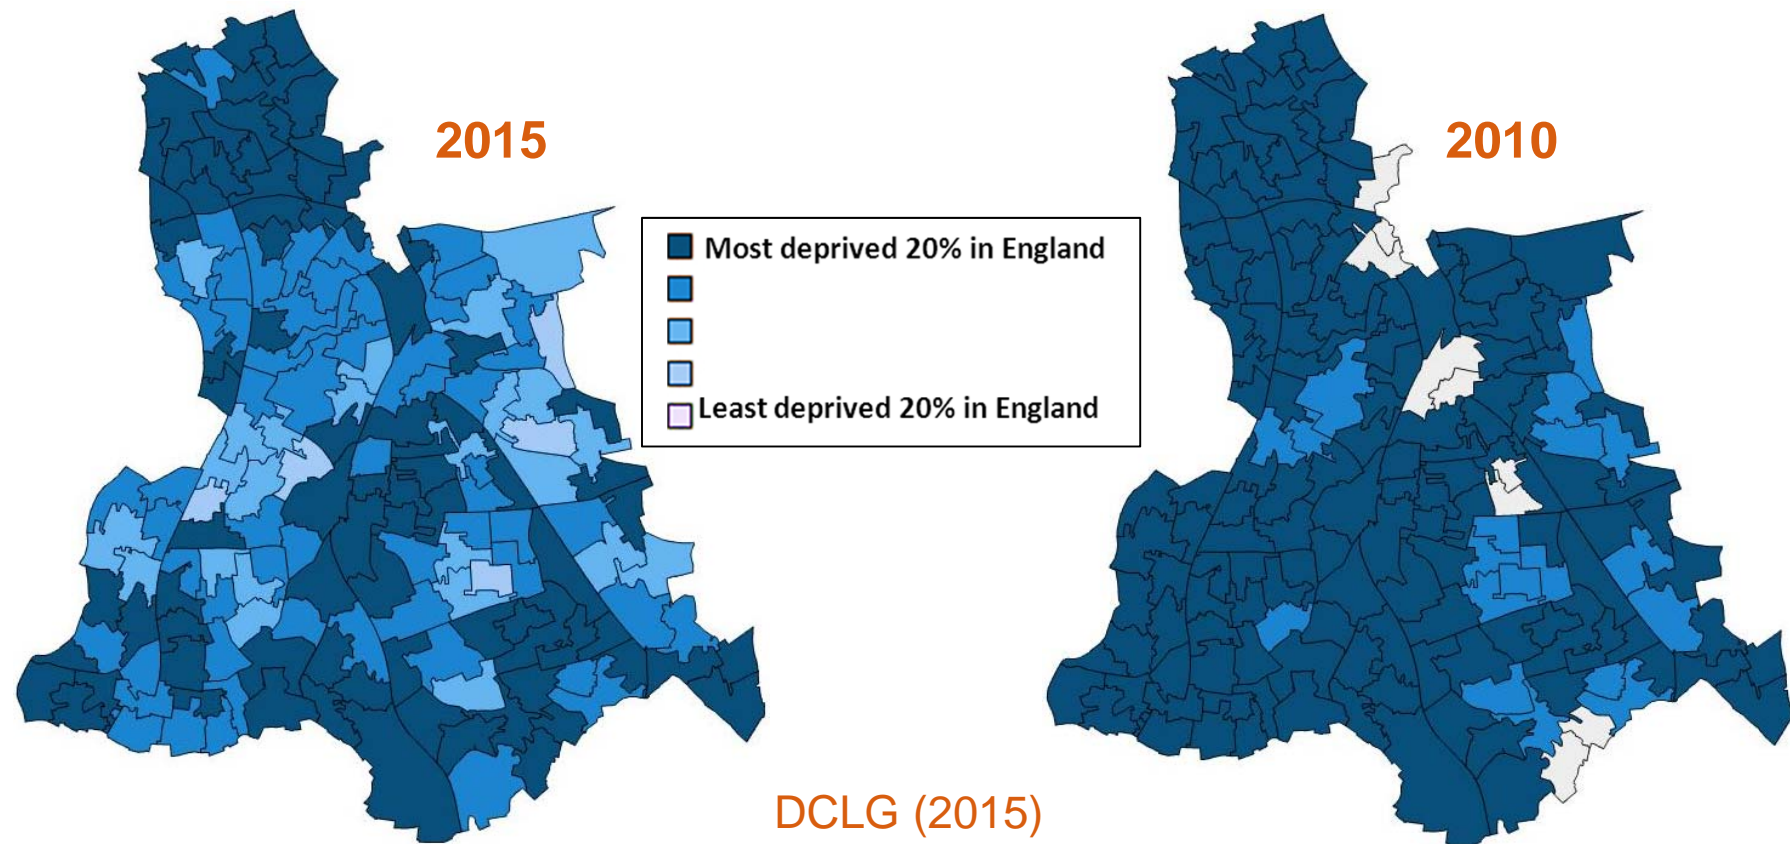 2015
2010
Most deprived 20% in England
Least deprived 20% in England
DCLG (2015)